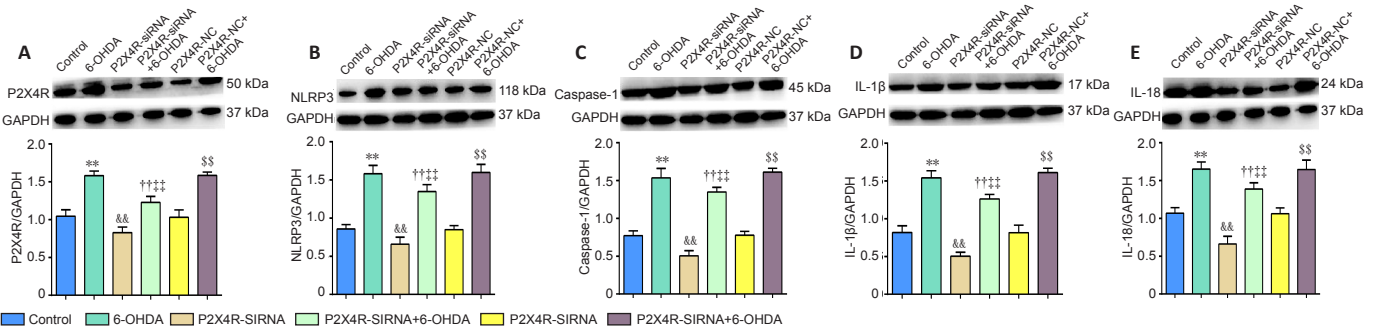 A
Control
6-OHDA
P2X4R-siRNA
P2X4R-siRNA
+6-OHDA
P2X4R-NC
P2X4R-NC+
6-OHDA
P2X4R
50 kDa
GAPDH
37 kDa
P2X4R/GAPDH
2.0
1.5
1.0
0.5
0
**
&&
††‡‡
$$
B
Control
6-OHDA
P2X4R-siRNA
P2X4R-siRNA
+6-OHDA
P2X4R-NC
P2X4R-NC+
6-OHDA
NLRP3
118 kDa
GAPDH
37 kDa
NLRP3/GAPDH
2.0
1.5
1.0
0.5
0
**
&&
††‡‡
$$
C
Control
6-OHDA
P2X4R-siRNA
P2X4R-siRNA
+6-OHDA
P2X4R-NC
P2X4R-NC+
6-OHDA
Caspase-1
45 kDa
GAPDH
37 kDa
Caspase-1/GAPDH
2.0
1.5
1.0
0.5
0
**
&&
††‡‡
$$
D
Control
6-OHDA
P2X4R-siRNA
P2X4R-siRNA
+6-OHDA
P2X4R-NC
P2X4R-NC+
6-OHDA
IL-1β
17 kDa
GAPDH
37 kDa
IL-1β/GAPDH
2.0
1.5
1.0
0.5
0
**
&&
††‡‡
$$
E
Control
6-OHDA
P2X4R-siRNA
P2X4R-siRNA
+6-OHDA
P2X4R-NC
P2X4R-NC+
6-OHDA
IL-18
24 kDa
GAPDH
37 kDa
IL-18/GAPDH
2.0
1.5
1.0
0.5
0
**
&&
††‡‡
$$
Control 6-OHDA P2X4R-SIRNA P2X4R-SIRNA+6-OHDA P2X4R-SIRNA P2X4R-SIRNA+6-OHDA